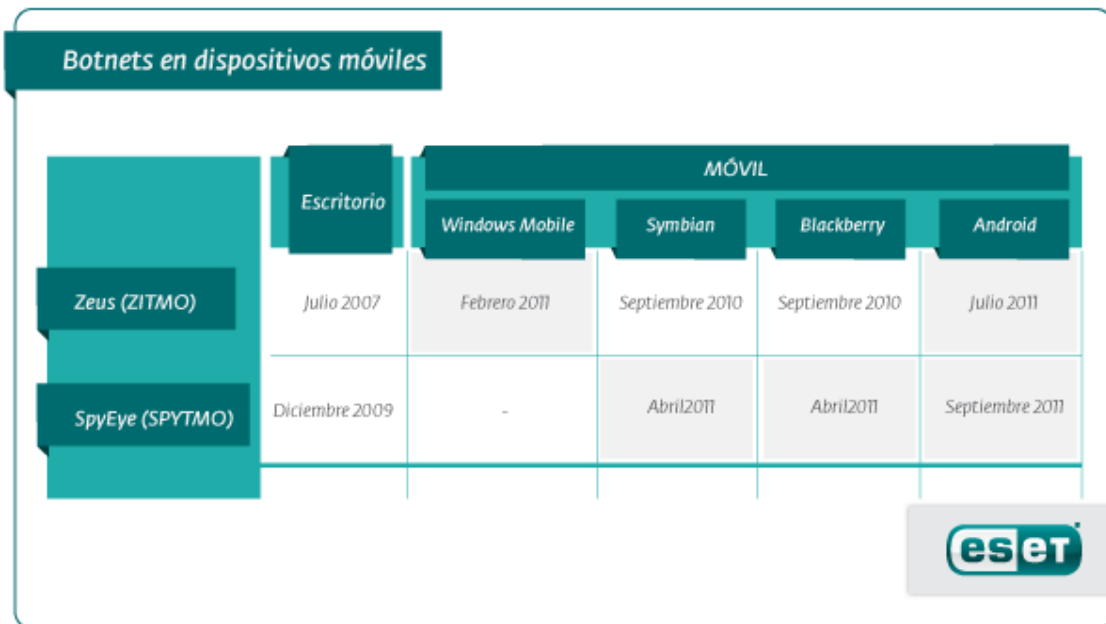 Botnets en dispositivos móviles
Escritorio
MÓVIL
Windows Mobile
Symbian
Blackberry
Android
Zeus (ZITMO)
Julio 2007
Febrero 2011
Septiembre 2010
Septiembre 2010
Julio 2011
SpyEye (SPYTMO)
Diciembre 2009
-
Abril2011
Abril2011
Septiembre 2011
eseT